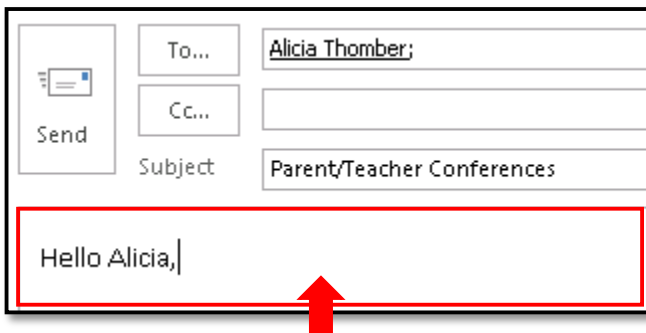 To...
Alicia Thomber;
Cc...
Send
Subject
Parent/Teacher Conferences
Hello Alicia,